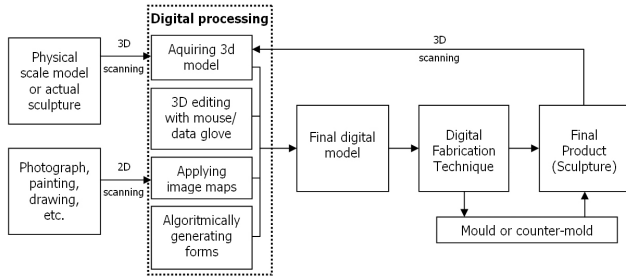 Digital processing
Physical
scale model
or actual
sculpture
3D
scanning
Aquiring 3d
model
3D
scanning
3D editing
with mouse/
data glove
Final digital
model
Digital
Fabrication
Technique
Final
Product
(Sculpture)
Photograph,
painting,
drawing,
etc.
2D
scanning
Applying
image maps
Algoritmically
generating
forms
Mould or counter-mold